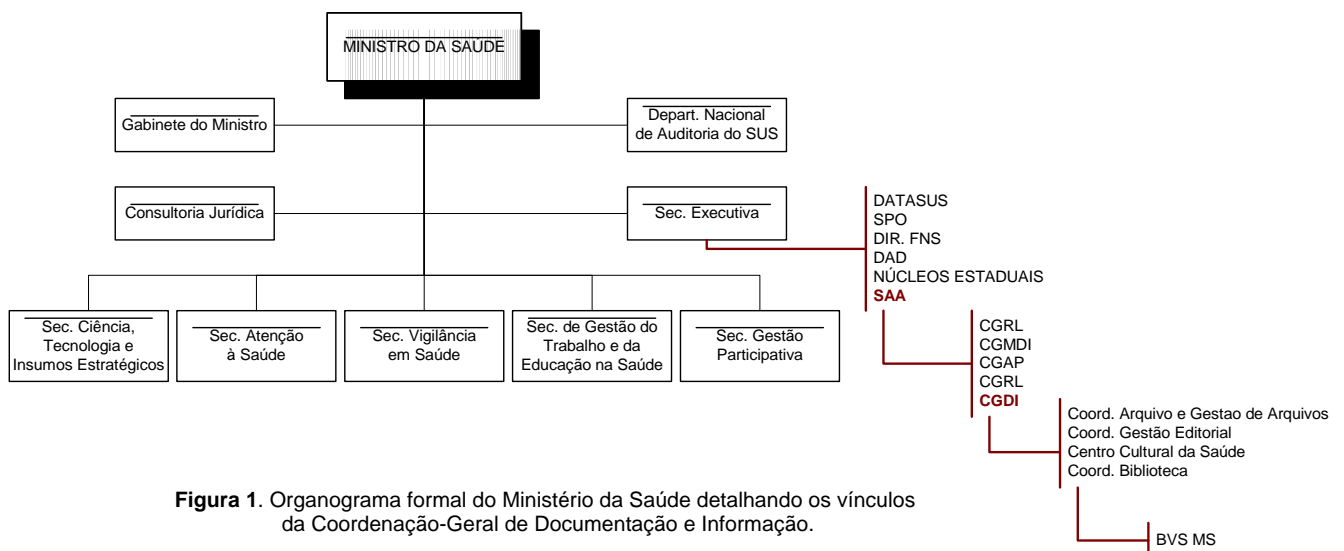 MINISTRO DA SAÚDE
Gabinete do Ministro
Depart. Nacional
de Auditoria do SUS
Consultoria Jurídica
Sec. Executiva
DATASUS
SPO
DIR. FNS
DAD
NÚCLEOS ESTADUAIS
SAA
Sec. Ciência,
Tecnologia e
Insumos Estratégicos
Sec. Atenção
à Saúde
Sec. Vigilância
em Saúde
Sec. de Gestão do
Trabalho e da
Educação na Saúde
Sec. Gestão
Participativa
CGRL
CGMDI
CGAP
CGRL
CGDI
Coord. Arquivo e Gestao de Arquivos
Coord. Gestão Editorial
Centro Cultural da Saúde
Coord. Biblioteca
BVS MS
Figura 1. Organograma formal do Ministério da Saúde detalhando os vínculos
da Coordenação-Geral de Documentação e Informação.